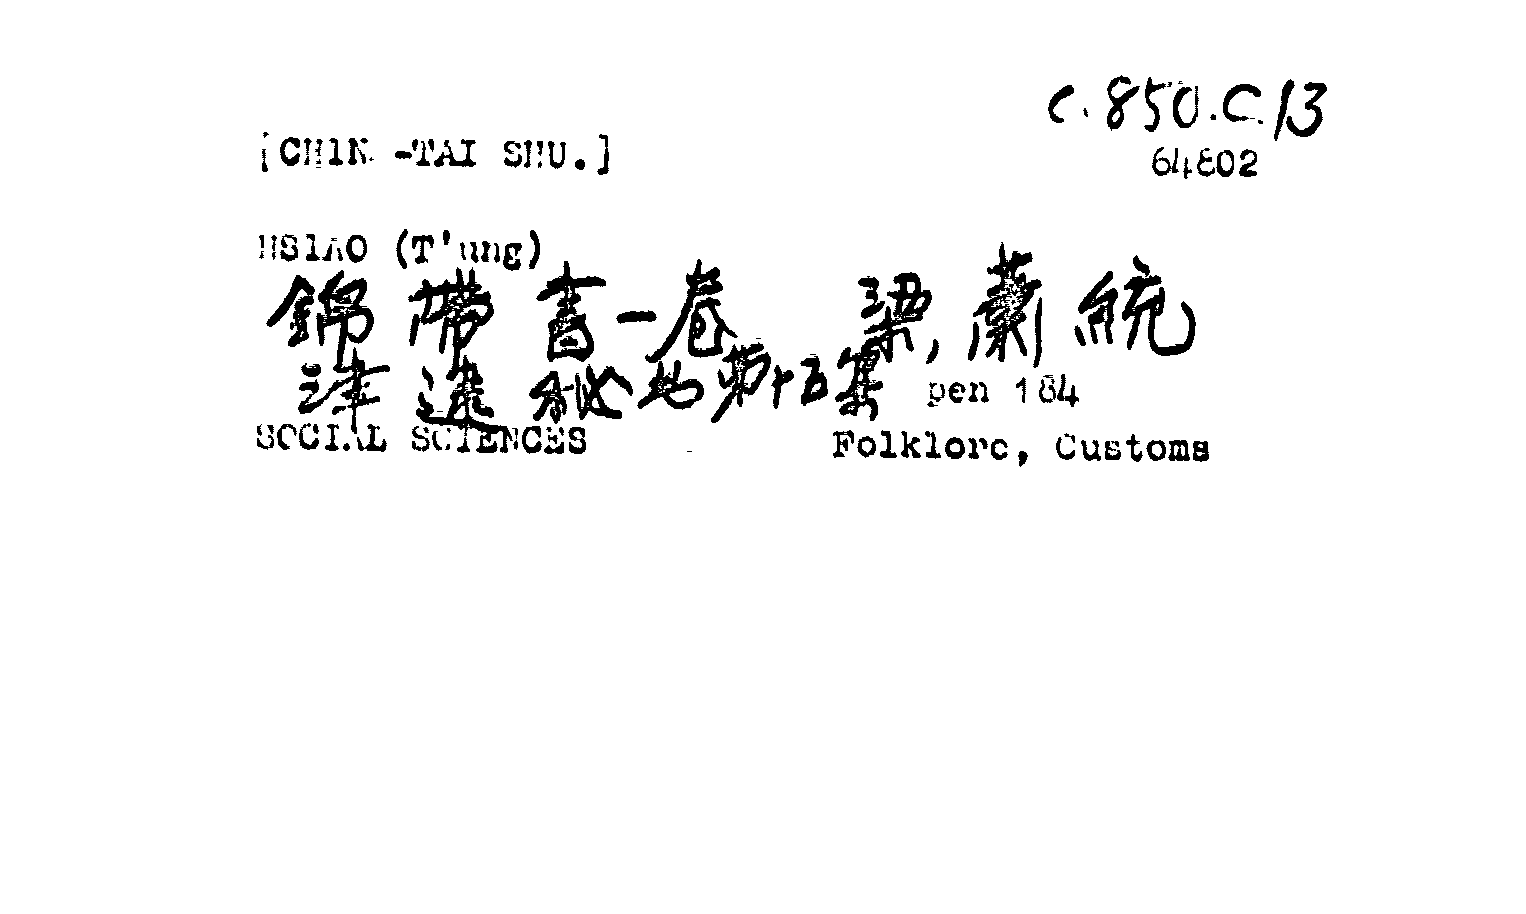 c.850.C.13
[CHIN -TAI SHU.]
64802
HSIAO (T'ung)
錦帶書一卷 梁,蕭統
津逮秘书第十五集 pen 184
SOCIAL SCIENCES Folklore, Customs